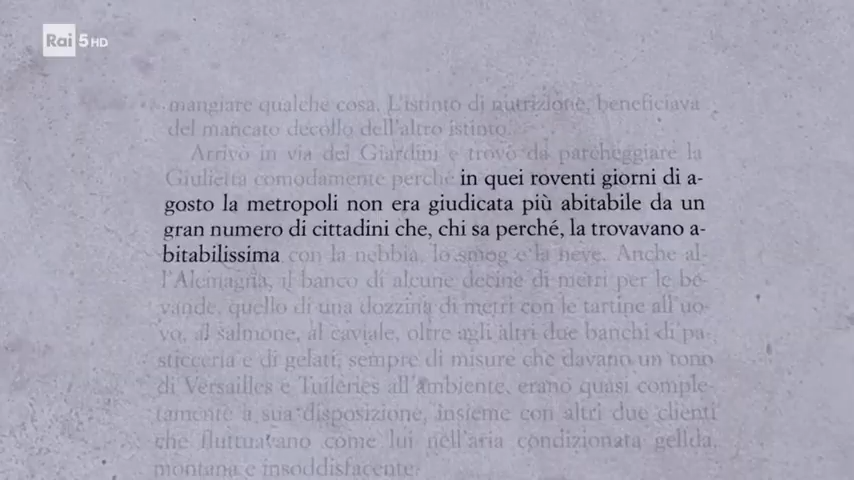 Rai 5 HD
mangiare qualche cosa. L'istinto di nutrizione, beneficiava
del mancato decollo dell'altro istinto.
Arrivò in via dei Giardini e trovò da parcheggiare la
Giulietta comodamente perché in quei roventi giorni di a-
gosto la metropoli non era giudicata più abitabile da un
gran numero di cittadini che, chi sa perché, la trovavano a-
bitabilissima con la nebbia, lo smog e la neve. Anche al-
l'Alemagna, il banco di alcune decine di metri per le be-
vande, quello di una dozzina di metri con le tartine all'uo-
vo, al salmone, al caviale, oltre agli altri due banchi di pa-
sticceria e di gelati, sempre di misure che davano un tono
di Versailles e Tuileries all'ambiente, erano quasi comple-
tamente a sua disposizione, insieme con altri due clienti
che fluttuavano come lui nell'aria condizionata gelida,
montana e insoddisfacente.